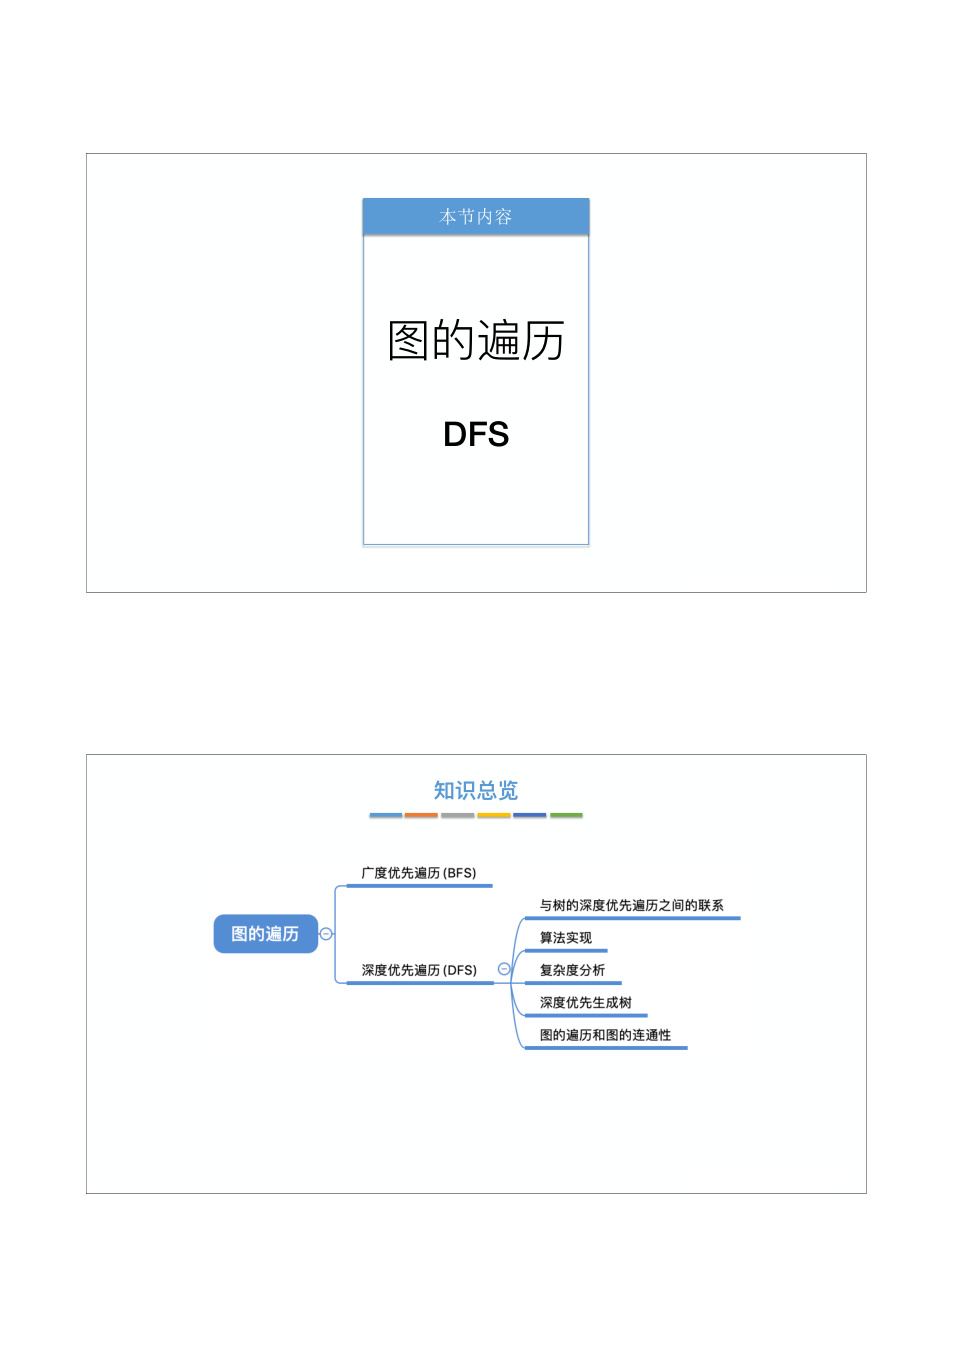 本节内容
图的遍历
DFS
知识总览
广度优先遍历 (BFS)
与树的深度优先遍历之间的联系
图的遍历
算法实现
深度优先遍历 (DFS)
复杂度分析
深度优先生成树
图的遍历和图的连通性